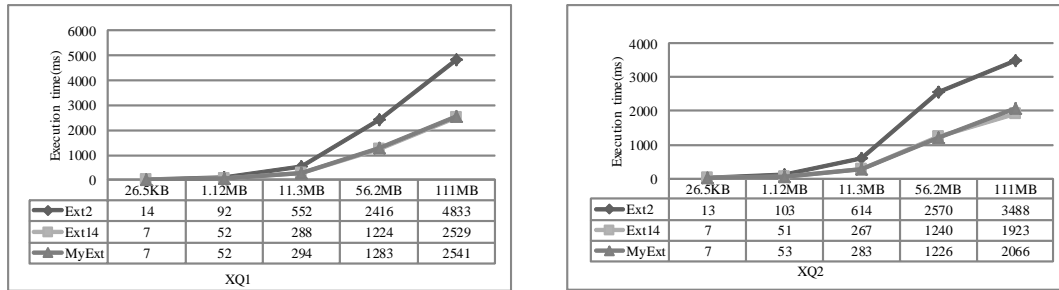 6000
5000
4000
3000
2000
1000
0
Execution time(ms)
26.5KB 1.12MB 11.3MB 56.2MB 111MB
Ext2 14 92 552 2416 4833
Ext14 7 52 288 1224 2529
MyExt 7 52 294 1283 2541
XQ1
4000
3000
2000
1000
0
Execution time(ms)
26.5KB 1.12MB 11.3MB 56.2MB 111MB
Ext2 13 103 614 2570 3488
Ext14 7 51 267 1240 1923
MyExt 7 53 283 1226 2066
XQ2